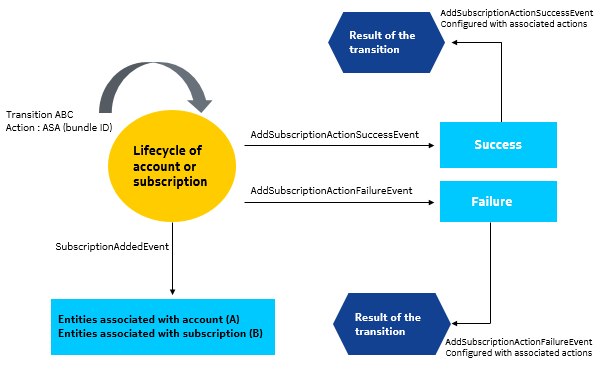 AddSubscriptionActionSuccessEvent
Configured with associated actions
Result of the
transition
Transition ABC
Action : ASA (bundle ID)
Lifecycle of
account or
subscription
AddSubscriptionActionSuccessEvent
Success
AddSubscriptionActionFailureEvent
Failure
SubscriptionAddedEvent
Entities associated with account (A)
Entities associated with subscription (B)
Result of the
transition
AddSubscriptionActionFailureEvent
Configured with associated actions